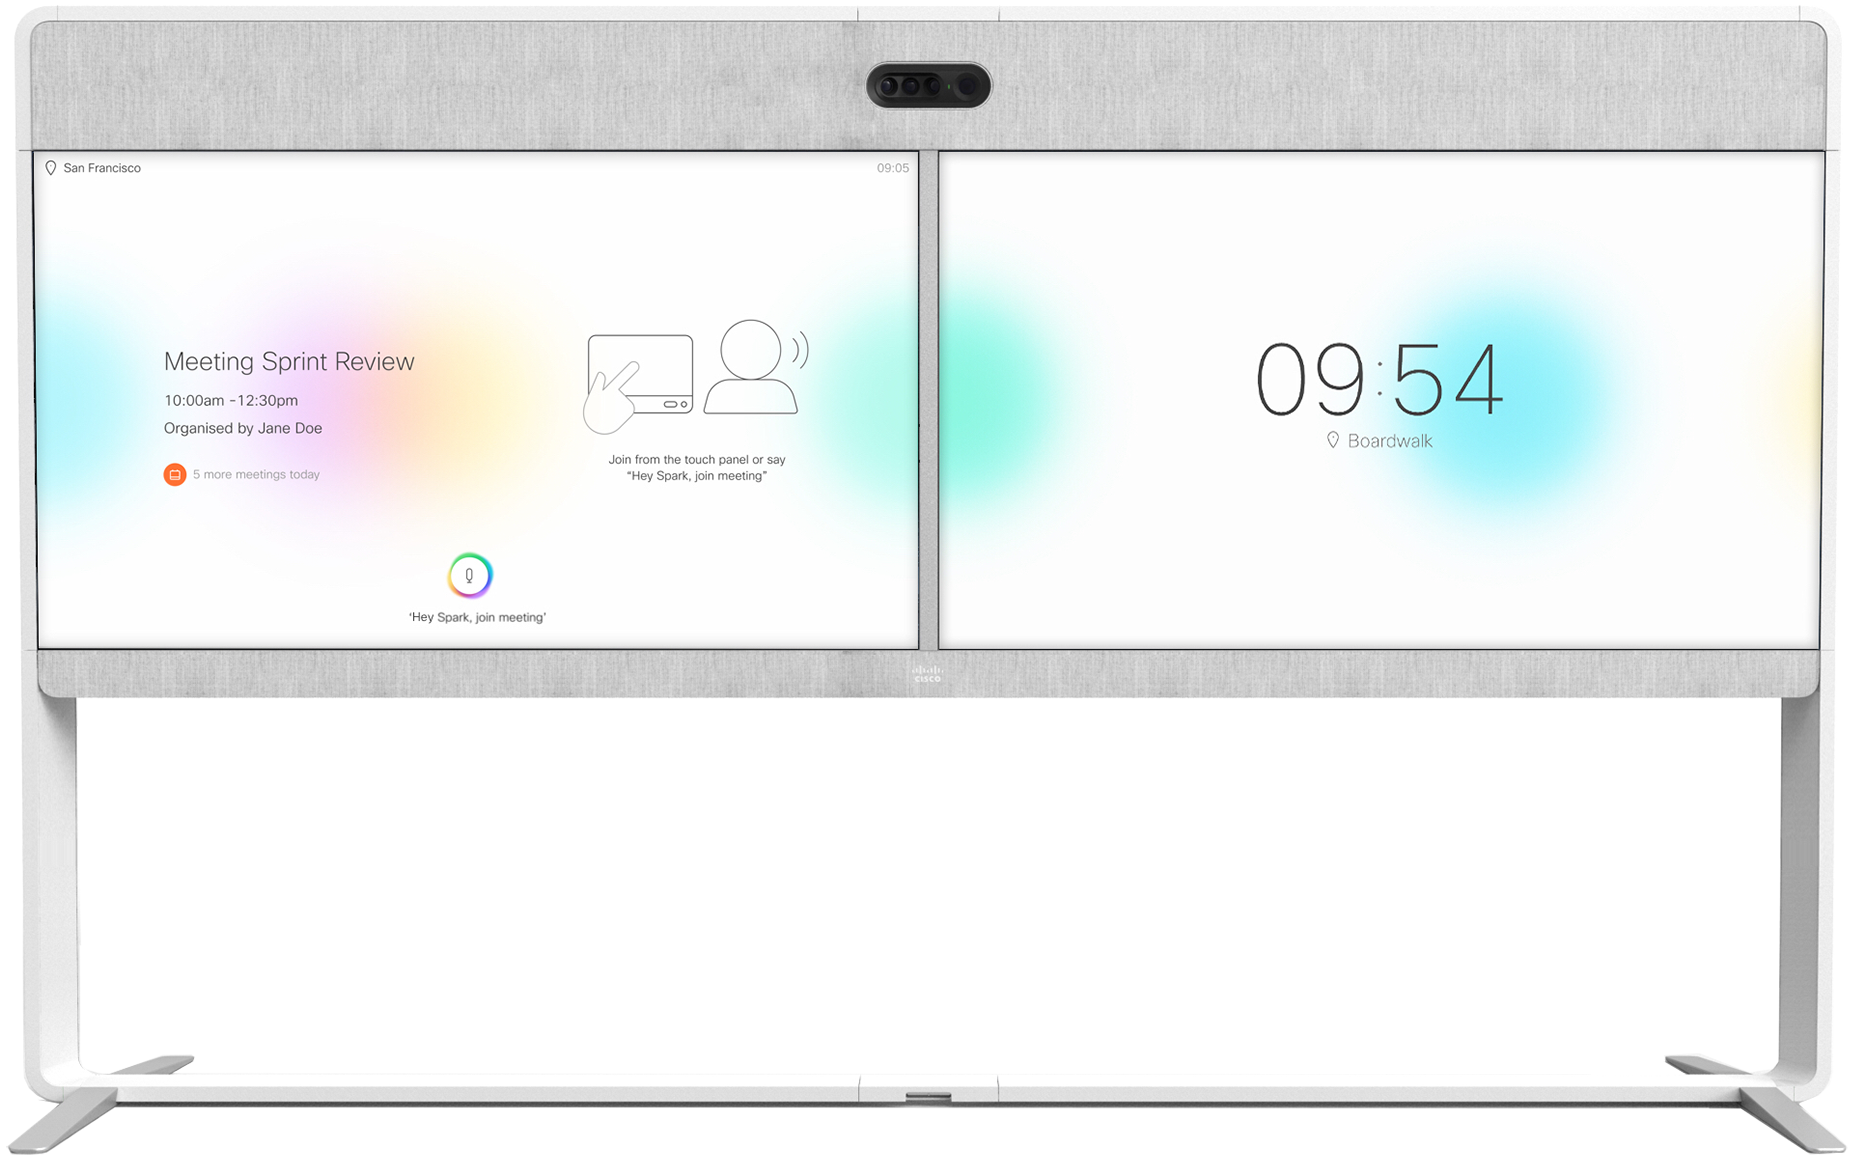 San Francisco
09:05
Meeting Sprint Review
10:00am -12:30pm
Organised by Jane Doe
5 more meetings today
Join from the touch panel or say
“Hey Spark, join meeting”
‘Hey Spark, join meeting’
09:54
Boardwalk
cisco